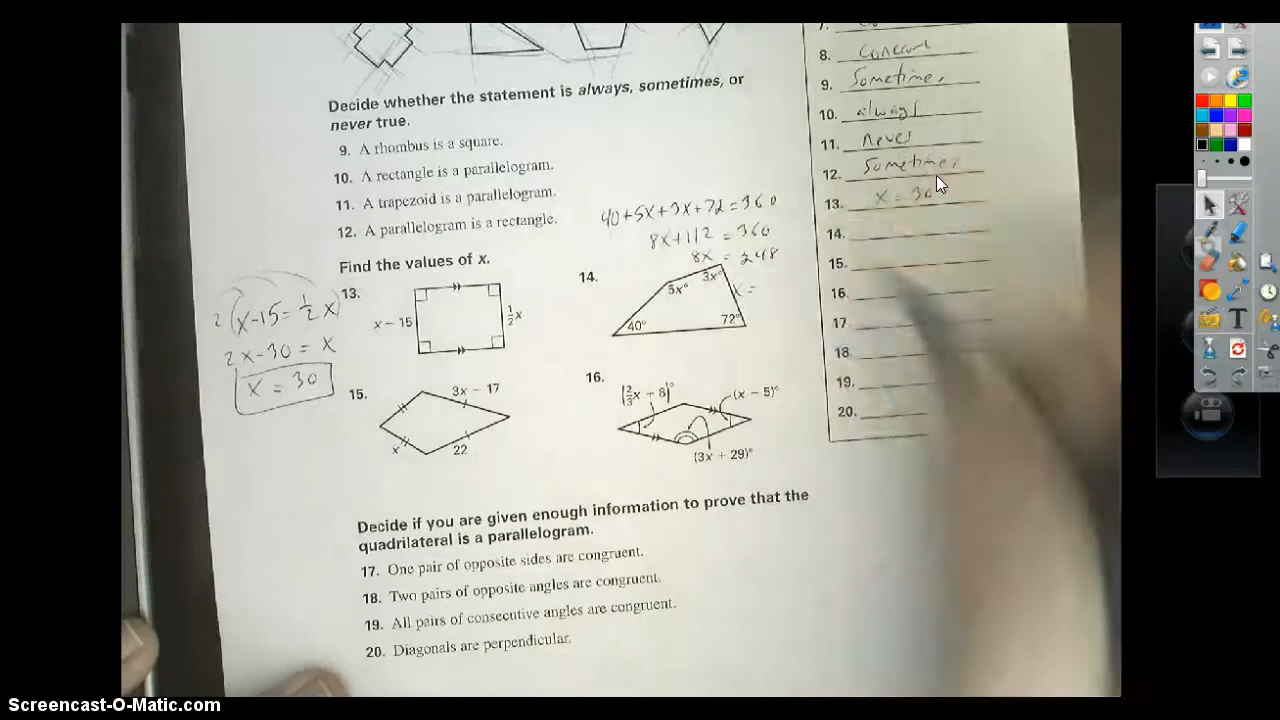 Decide whether the statement is always, sometimes, or
never true.
9. A rhombus is a square.
10. A rectangle is a parallelogram.
11. A trapezoid is a parallelogram.
12. A parallelogram is a rectangle.
Find the values of x.
13.
x − 15
1/2 x
2(x-15 = 1/2 x)
2x-30 = x
x = 30
14.
40+5x+3x+72=360
8x+112 = 360
8x = 248
x =
5x°
3x°
40°
72°
15.
3x − 17
x
22
16.
(2/3 x + 8)°
(x − 5)°
(3x + 29)°
Decide if you are given enough information to prove that the
quadrilateral is a parallelogram.
17. One pair of opposite sides are congruent.
18. Two pairs of opposite angles are congruent.
19. All pairs of consecutive angles are congruent.
20. Diagonals are perpendicular.
7.
8. Concave
9. Sometimes
10. always
11. never
12. Sometimes
13. x = 30
14.
15.
16.
17.
18.
19.
20.
T
Screencast-O-Matic.com